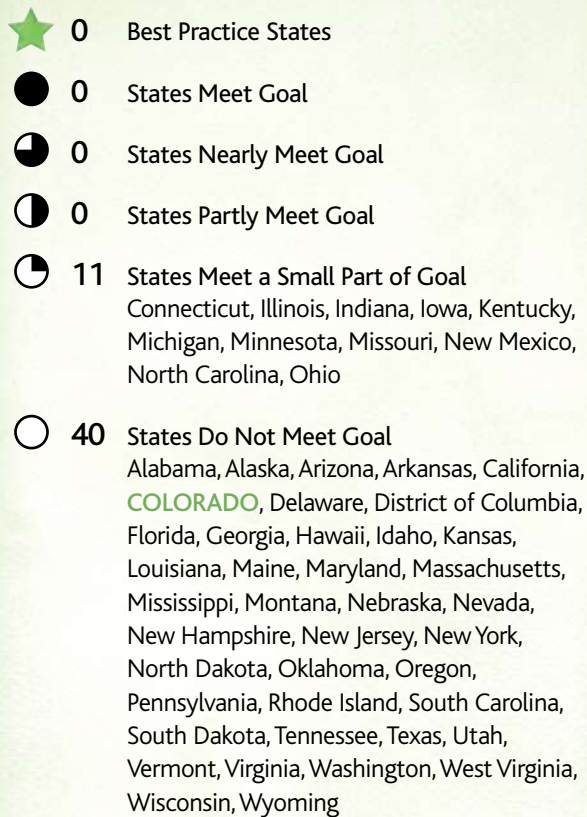 0 Best Practice States
0 States Meet Goal
0 States Nearly Meet Goal
0 States Partly Meet Goal
11 States Meet a Small Part of Goal
Connecticut, Illinois, Indiana, Iowa, Kentucky,
Michigan, Minnesota, Missouri, New Mexico,
North Carolina, Ohio
40 States Do Not Meet Goal
Alabama, Alaska, Arizona, Arkansas, California,
COLORADO, Delaware, District of Columbia,
Florida, Georgia, Hawaii, Idaho, Kansas,
Louisiana, Maine, Maryland, Massachusetts,
Mississippi, Montana, Nebraska, Nevada,
New Hampshire, New Jersey, New York,
North Dakota, Oklahoma, Oregon,
Pennsylvania, Rhode Island, South Carolina,
South Dakota, Tennessee, Texas, Utah,
Vermont, Virginia, Washington, West Virginia,
Wisconsin, Wyoming